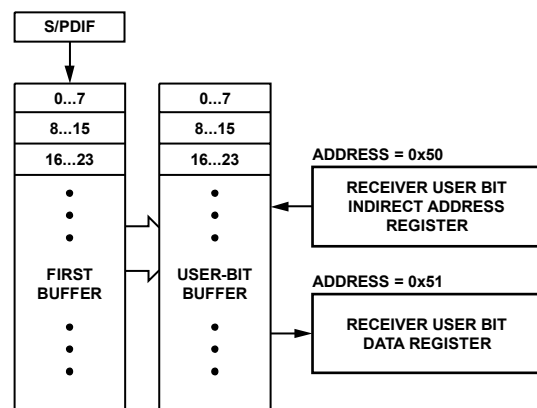 S/PDIF
0...7
8...15
16...23
FIRST
BUFFER
0...7
8...15
16...23
USER-BIT
BUFFER
ADDRESS = 0x50
RECEIVER USER BIT
INDIRECT ADDRESS
REGISTER
ADDRESS = 0x51
RECEIVER USER BIT
DATA REGISTER